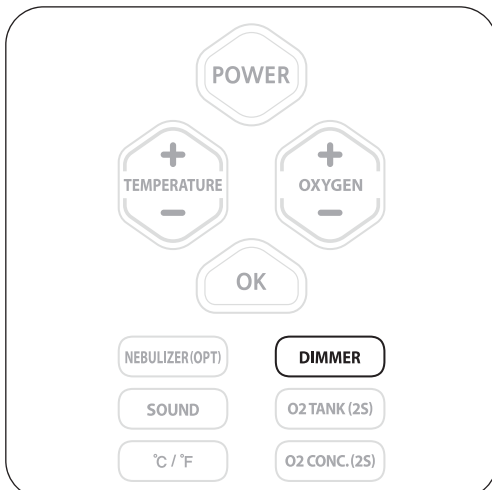 POWER
+ +
TEMPERATURE OXYGEN
− −
OK
NEBULIZER(OPT) DIMMER
SOUND O2 TANK (2S)
℃ / ℉ O2 CONC.(2S)